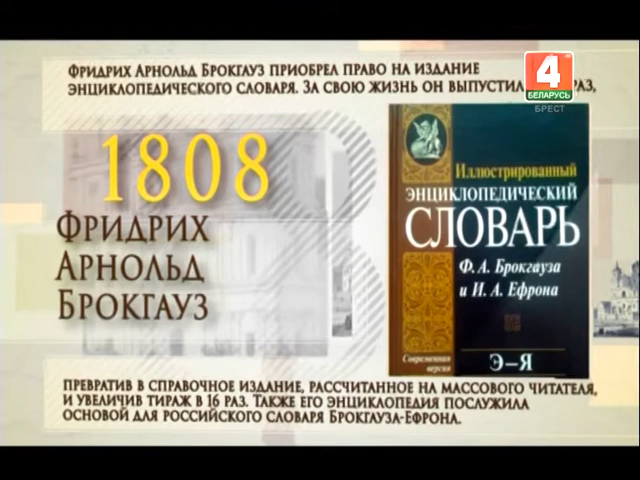 Фридрих Арнольд Брокгауз приобрел право на издание
энциклопедического словаря. За свою жизнь он выпустил раз,
4
БЕЛАРУСЬ
БРЕСТ
1808
Фридрих
Арнольд
Брокгауз
Иллюстрированный
ЭНЦИКЛОПЕДИЧЕСКИЙ
СЛОВАРЬ
Ф. А. Брокгауза
и И. А. Ефрона
Современная
версия
Э–Я
превратив в справочное издание, рассчитанное на массового читателя,
и увеличив тираж в 16 раз. Также его энциклопедия послужила
основой для российского словаря Брокгауза-Ефрона.